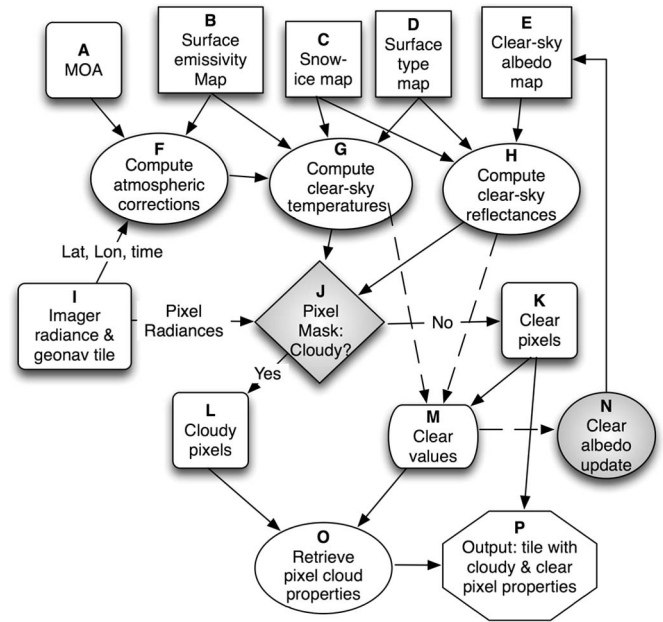 A
MOA
B
Surface
emissivity
Map
C
Snow-
ice map
D
Surface
type
map
E
Clear-sky
albedo
map
F
Compute
atmospheric
corrections
G
Compute
clear-sky
temperatures
H
Compute
clear-sky
reflectances
Lat, Lon, time
I
Imager
radiance &
geonav tile
Pixel
Radiances
J
Pixel
Mask:
Cloudy?
No
K
Clear
pixels
Yes
L
Cloudy
pixels
M
Clear
values
N
Clear
albedo
update
O
Retrieve
pixel cloud
properties
P
Output: tile with
cloudy & clear
pixel properties